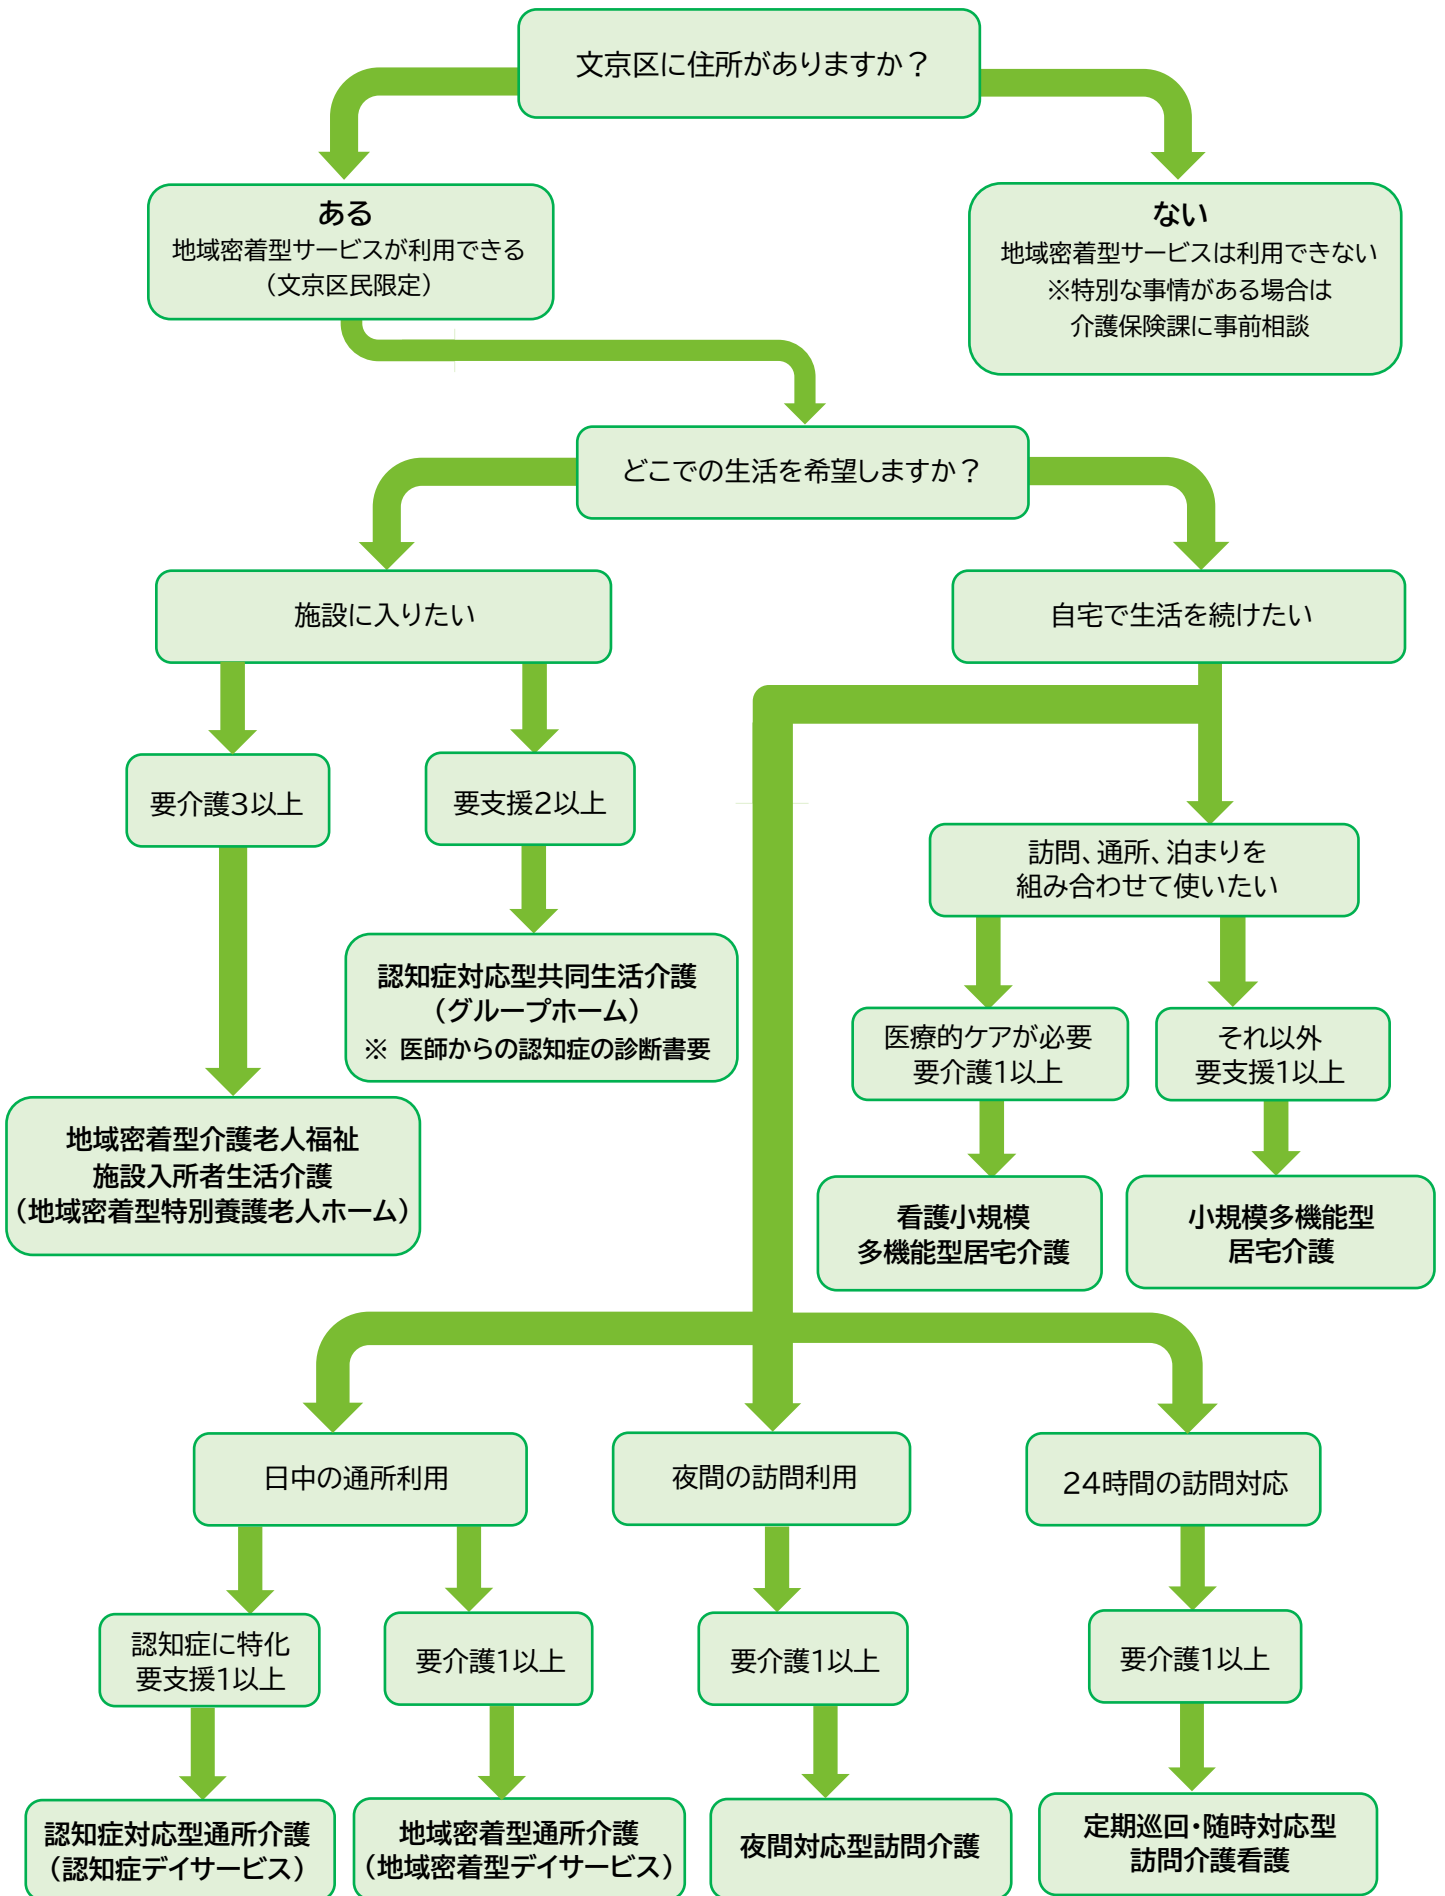 文京区に住所がありますか？
ある
地域密着型サービスが利用できる
（文京区民限定）
ない
地域密着型サービスは利用できない
※特別な事情がある場合は
介護保険課に事前相談
どこでの生活を希望しますか？
施設に入りたい
自宅で生活を続けたい
要介護3以上
要支援2以上
訪問、通所、泊まりを
組み合わせて使いたい
認知症対応型共同生活介護
（グループホーム）
※ 医師からの認知症の診断書要
医療的ケアが必要
要介護1以上
それ以外
要支援1以上
地域密着型介護老人福祉
施設入所者生活介護
（地域密着型特別養護老人ホーム）
看護小規模
多機能型居宅介護
小規模多機能型
居宅介護
日中の通所利用
夜間の訪問利用
24時間の訪問対応
認知症に特化
要支援1以上
要介護1以上
要介護1以上
要介護1以上
認知症対応型通所介護
（認知症デイサービス）
地域密着型通所介護
（地域密着型デイサービス）
夜間対応型訪問介護
定期巡回・随時対応型
訪問介護看護